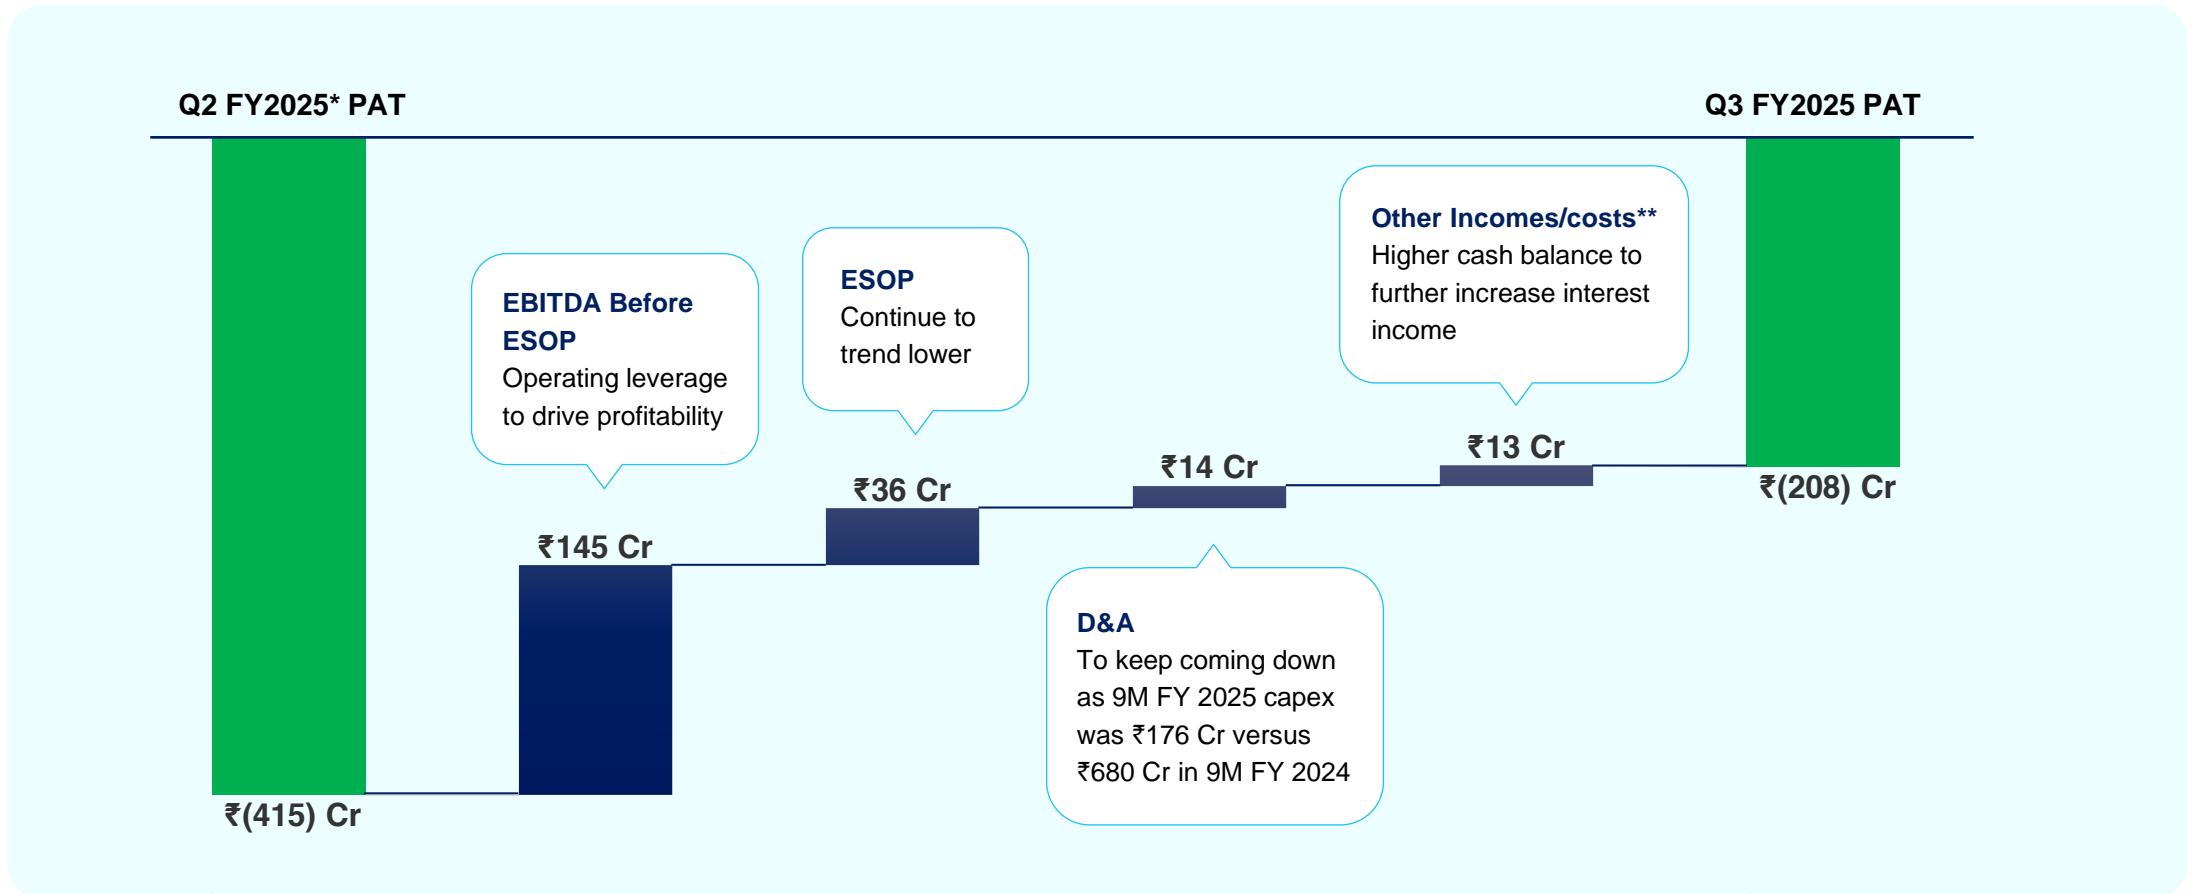 Q2 FY2025* PAT
Q3 FY2025 PAT
Other Incomes/costs**
Higher cash balance to
further increase interest
income
ESOP
Continue to
trend lower
EBITDA Before
ESOP
Operating leverage
to drive profitability
₹13 Cr
₹14 Cr
₹36 Cr
₹(208) Cr
₹145 Cr
D&A
To keep coming down
as 9M FY 2025 capex
was ₹176 Cr versus
₹680 Cr in 9M FY 2024
₹(415) Cr